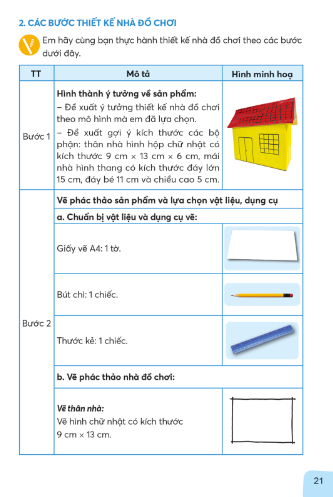 2. CÁC BƯỚC THIẾT KẾ NHÀ ĐỒ CHƠI
Em hãy cùng bạn thực hành thiết kế nhà đồ chơi theo các bước
dưới đây.
TT Mô tả Hình minh hoạ
Hình thành ý tưởng về sản phẩm:
– Đề xuất ý tưởng thiết kế nhà đồ chơi
theo mô hình mà em đã lựa chọn.
Bước 1
– Đề xuất gợi ý kích thước các bộ
phận: thân nhà hình hộp chữ nhật có
kích thước 9 cm × 13 cm × 6 cm, mái
nhà hình thang có kích thước đáy lớn
15 cm, đáy bé 11 cm và chiều cao 5 cm.
Vẽ phác thảo sản phẩm và lựa chọn vật liệu, dụng cụ
a. Chuẩn bị vật liệu và dụng cụ vẽ:
Giấy vẽ A4: 1 tờ.
Bút chì: 1 chiếc.
Bước 2
Thước kẻ: 1 chiếc.
b. Vẽ phác thảo nhà đồ chơi:
Vẽ thân nhà:
Vẽ hình chữ nhật có kích thước
9 cm × 13 cm.
21